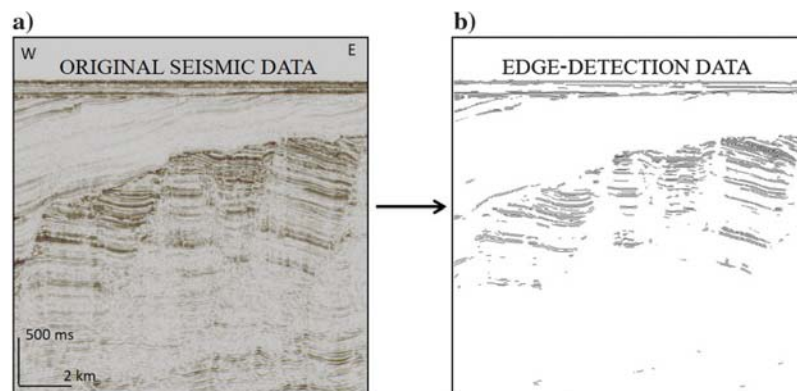 a)
W
E
ORIGINAL SEISMIC DATA
500 ms
2 km
b)
EDGE-DETECTION DATA